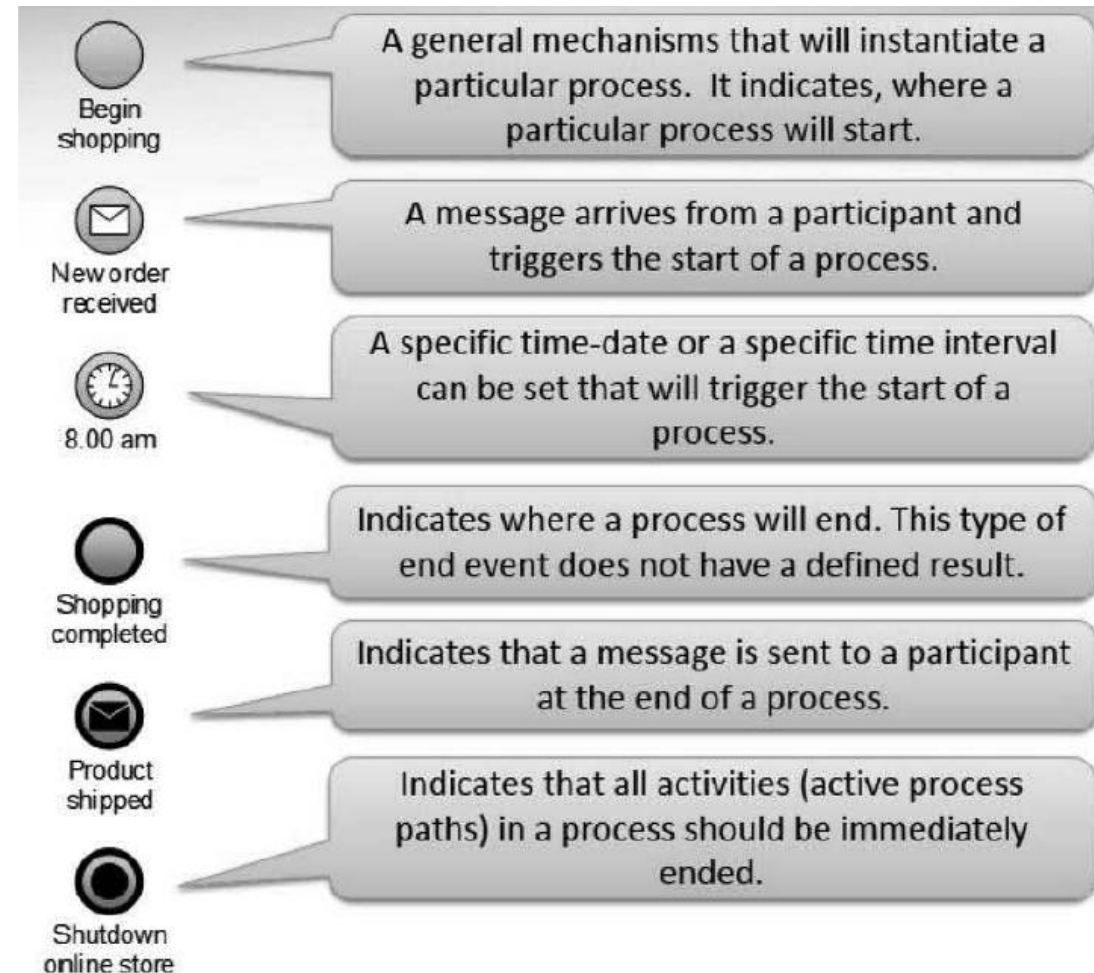 Begin
shopping
A general mechanisms that will instantiate a
particular process. It indicates, where a
particular process will start.
New order
received
A message arrives from a participant and
triggers the start of a process.
8.00 am
A specific time-date or a specific time interval
can be set that will trigger the start of a
process.
Shopping
completed
Indicates where a process will end. This type of
end event does not have a defined result.
Product
shipped
Indicates that a message is sent to a participant
at the end of a process.
Shutdown
online store
Indicates that all activities (active process
paths) in a process should be immediately
ended.